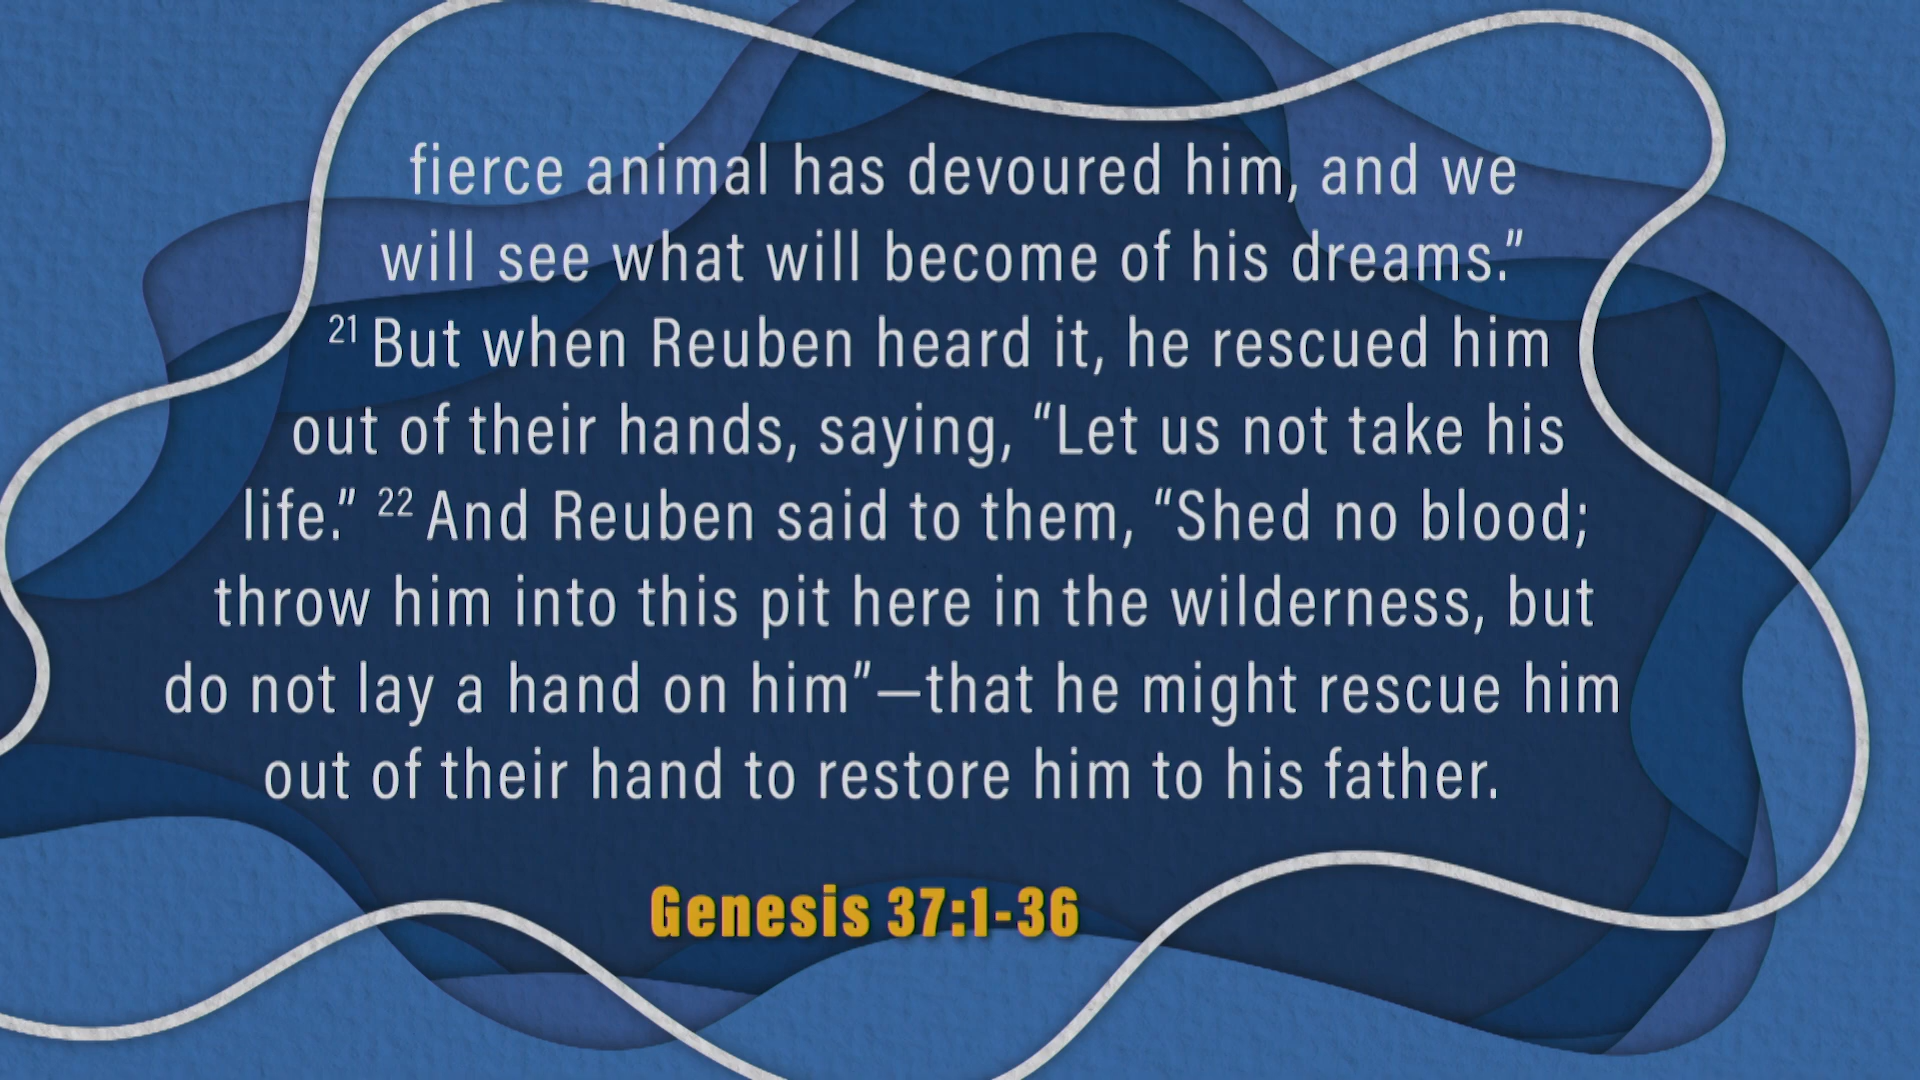 fierce animal has devoured him, and we
will see what will become of his dreams.”
21 But when Reuben heard it, he rescued him
out of their hands, saying, “Let us not take his
life.” 22 And Reuben said to them, “Shed no blood;
throw him into this pit here in the wilderness, but
do not lay a hand on him”—that he might rescue him
out of their hand to restore him to his father.
Genesis 37:1-36